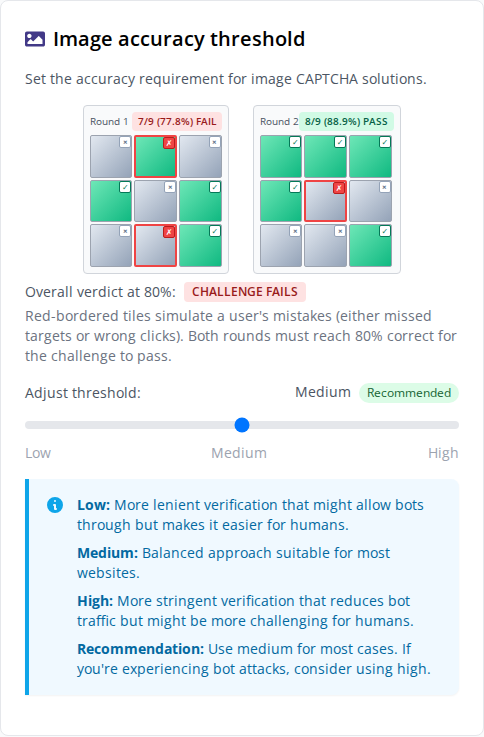 Image accuracy threshold
Set the accuracy requirement for image CAPTCHA solutions.
Round 1 7/9 (77.8%) FAIL
Round 2 8/9 (88.9%) PASS
Overall verdict at 80%: CHALLENGE FAILS
Red-bordered tiles simulate a user's mistakes (either missed
targets or wrong clicks). Both rounds must reach 80% correct for
the challenge to pass.
Adjust threshold: Medium Recommended
Low Medium High
Low: More lenient verification that might allow bots
through but makes it easier for humans.
Medium: Balanced approach suitable for most
websites.
High: More stringent verification that reduces bot
traffic but might be more challenging for humans.
Recommendation: Use medium for most cases. If
you're experiencing bot attacks, consider using high.